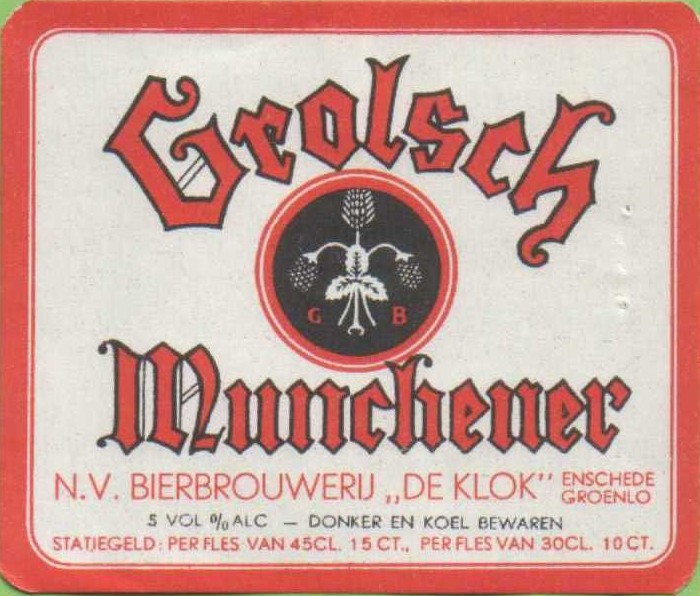 Grolsch
G B
Munchener
N.V. BIERBROUWERIJ „DE KLOK” ENSCHEDE GROENLO
5 VOL % ALC — DONKER EN KOEL BEWAREN
STATIEGELD: PER FLES VAN 45CL. 15 CT., PER FLES VAN 30CL. 10 CT.